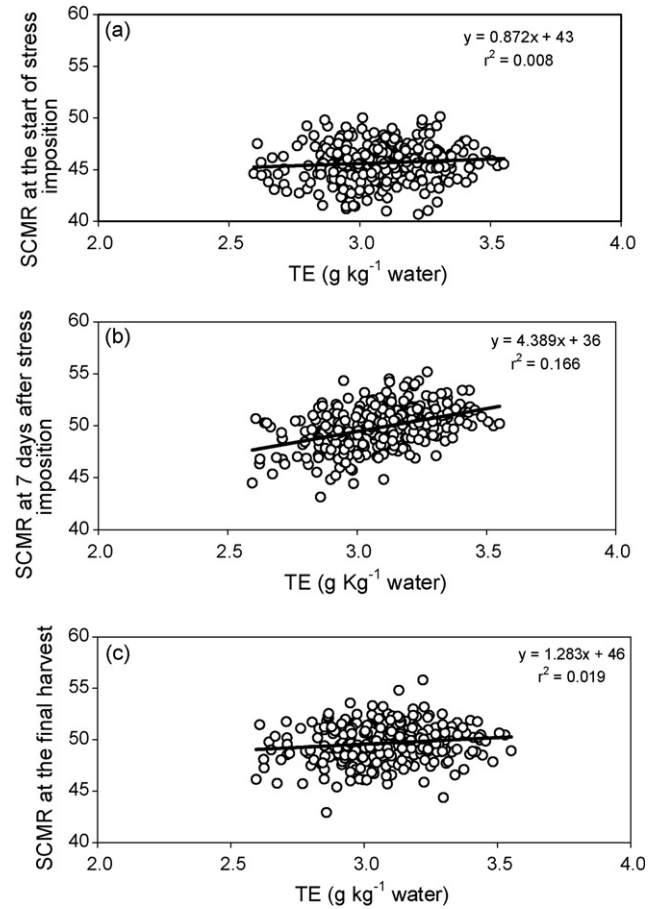 (a)
y = 0.872x + 43
r² = 0.008
SCMR at the start of stress
imposition
60
55
50
45
40
2.0 2.5 3.0 3.5 4.0
TE (g kg⁻¹ water)
(b)
y = 4.389x + 36
r² = 0.166
SCMR at 7 days after stress
imposition
60
55
50
45
40
2.0 2.5 3.0 3.5 4.0
TE (g Kg⁻¹ water)
(c)
y = 1.283x + 46
r² = 0.019
SCMR at the final harvest
60
55
50
45
40
2.0 2.5 3.0 3.5 4.0
TE (g kg⁻¹ water)